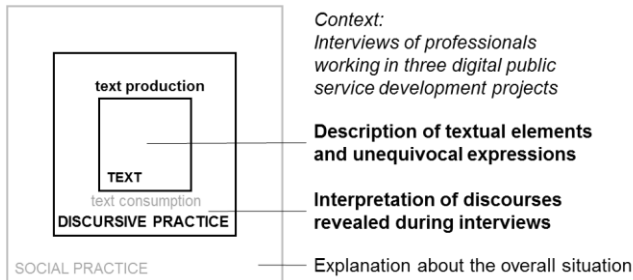 text production
TEXT
text consumption
DISCURSIVE PRACTICE
SOCIAL PRACTICE
Context:
Interviews of professionals
working in three digital public
service development projects
Description of textual elements
and unequivocal expressions
Interpretation of discourses
revealed during interviews
Explanation about the overall situation